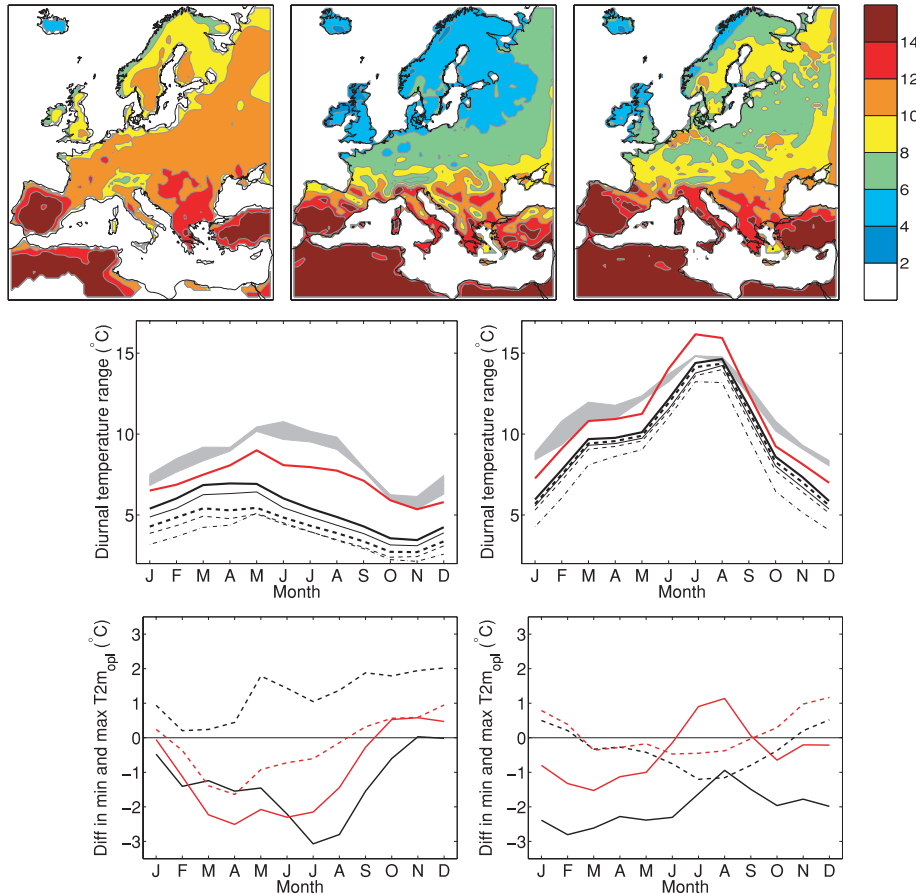 14
12
10
8
6
4
2
Diurnal temperature range (°C)
15
10
5
J F M A M J J A S O N D
Month
Diurnal temperature range (°C)
15
10
5
J F M A M J J A S O N D
Month
Diff in min and max T2m_opl (°C)
3
2
1
0
−1
−2
−3
J F M A M J J A S O N D
Month
Diff in min and max T2m_opl (°C)
3
2
1
0
−1
−2
−3
J F M A M J J A S O N D
Month